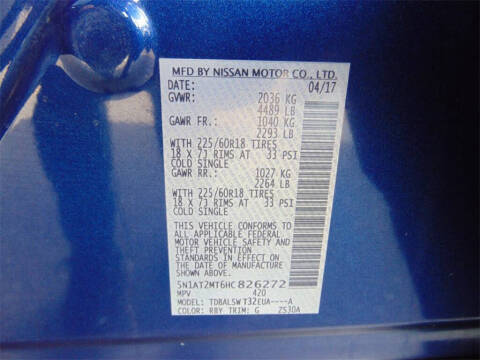 MFD BY NISSAN MOTOR CO., LTD.
DATE: 04/17
GVWR: 2036 KG
4489 LB
GAWR FR.: 1040 KG
2293 LB
WITH 225/60R18 TIRES
18 X 7J RIMS AT 33 PSI
COLD SINGLE
GAWR RR.: 1027 KG
2264 LB
WITH 225/60R18 TIRES
18 X 7J RIMS AT 33 PSI
COLD SINGLE
THIS VEHICLE CONFORMS TO
ALL APPLICABLE FEDERAL
MOTOR VEHICLE SAFETY AND
THEFT PREVENTION
STANDARDS IN EFFECT ON THE
DATE OF MANUFACTURE
SHOWN ABOVE.
5N1AT2MT6HC826272
MPV 420
MODEL: TDBALSWT32EUA----A
COLOR: RBY TRIM: G ZS30A